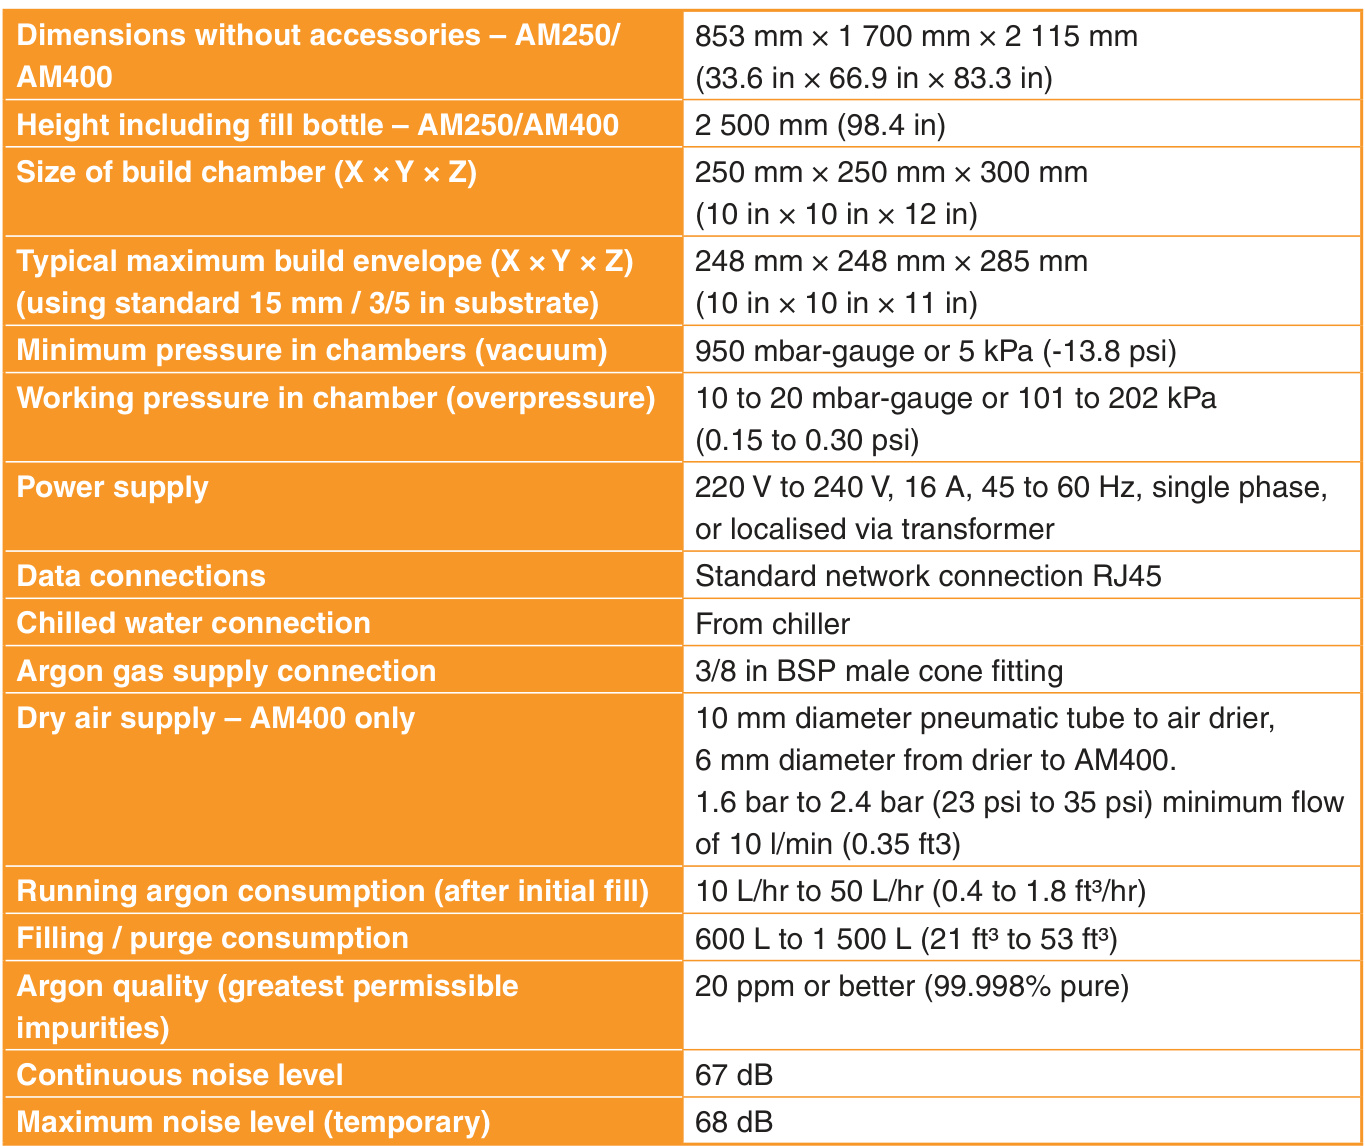 Dimensions without accessories – AM250/
AM400
853 mm × 1 700 mm × 2 115 mm
(33.6 in × 66.9 in × 83.3 in)
Height including fill bottle – AM250/AM400
2 500 mm (98.4 in)
Size of build chamber (X × Y × Z)
250 mm × 250 mm × 300 mm
(10 in × 10 in × 12 in)
Typical maximum build envelope (X × Y × Z)
(using standard 15 mm / 3/5 in substrate)
248 mm × 248 mm × 285 mm
(10 in × 10 in × 11 in)
Minimum pressure in chambers (vacuum)
950 mbar-gauge or 5 kPa (-13.8 psi)
Working pressure in chamber (overpressure)
10 to 20 mbar-gauge or 101 to 202 kPa
(0.15 to 0.30 psi)
Power supply
220 V to 240 V, 16 A, 45 to 60 Hz, single phase,
or localised via transformer
Data connections
Standard network connection RJ45
Chilled water connection
From chiller
Argon gas supply connection
3/8 in BSP male cone fitting
Dry air supply – AM400 only
10 mm diameter pneumatic tube to air drier,
6 mm diameter from drier to AM400.
1.6 bar to 2.4 bar (23 psi to 35 psi) minimum flow
of 10 l/min (0.35 ft3)
Running argon consumption (after initial fill)
10 L/hr to 50 L/hr (0.4 to 1.8 ft³/hr)
Filling / purge consumption
600 L to 1 500 L (21 ft³ to 53 ft³)
Argon quality (greatest permissible
impurities)
20 ppm or better (99.998% pure)
Continuous noise level
67 dB
Maximum noise level (temporary)
68 dB